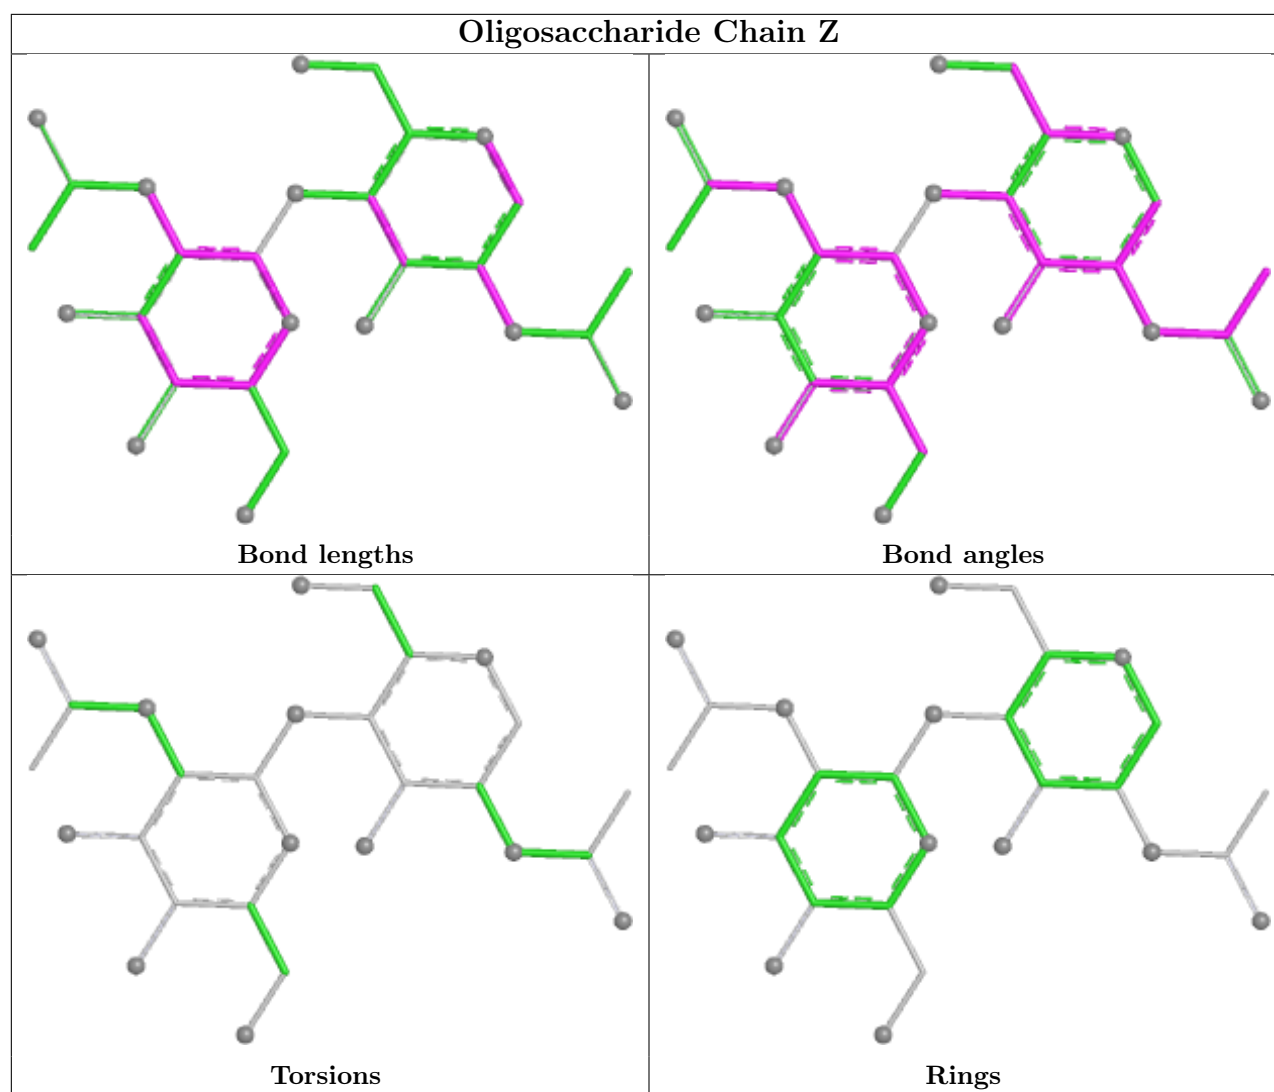 Oligosaccharide Chain Z
Bond lengths
Bond angles
Torsions
Rings